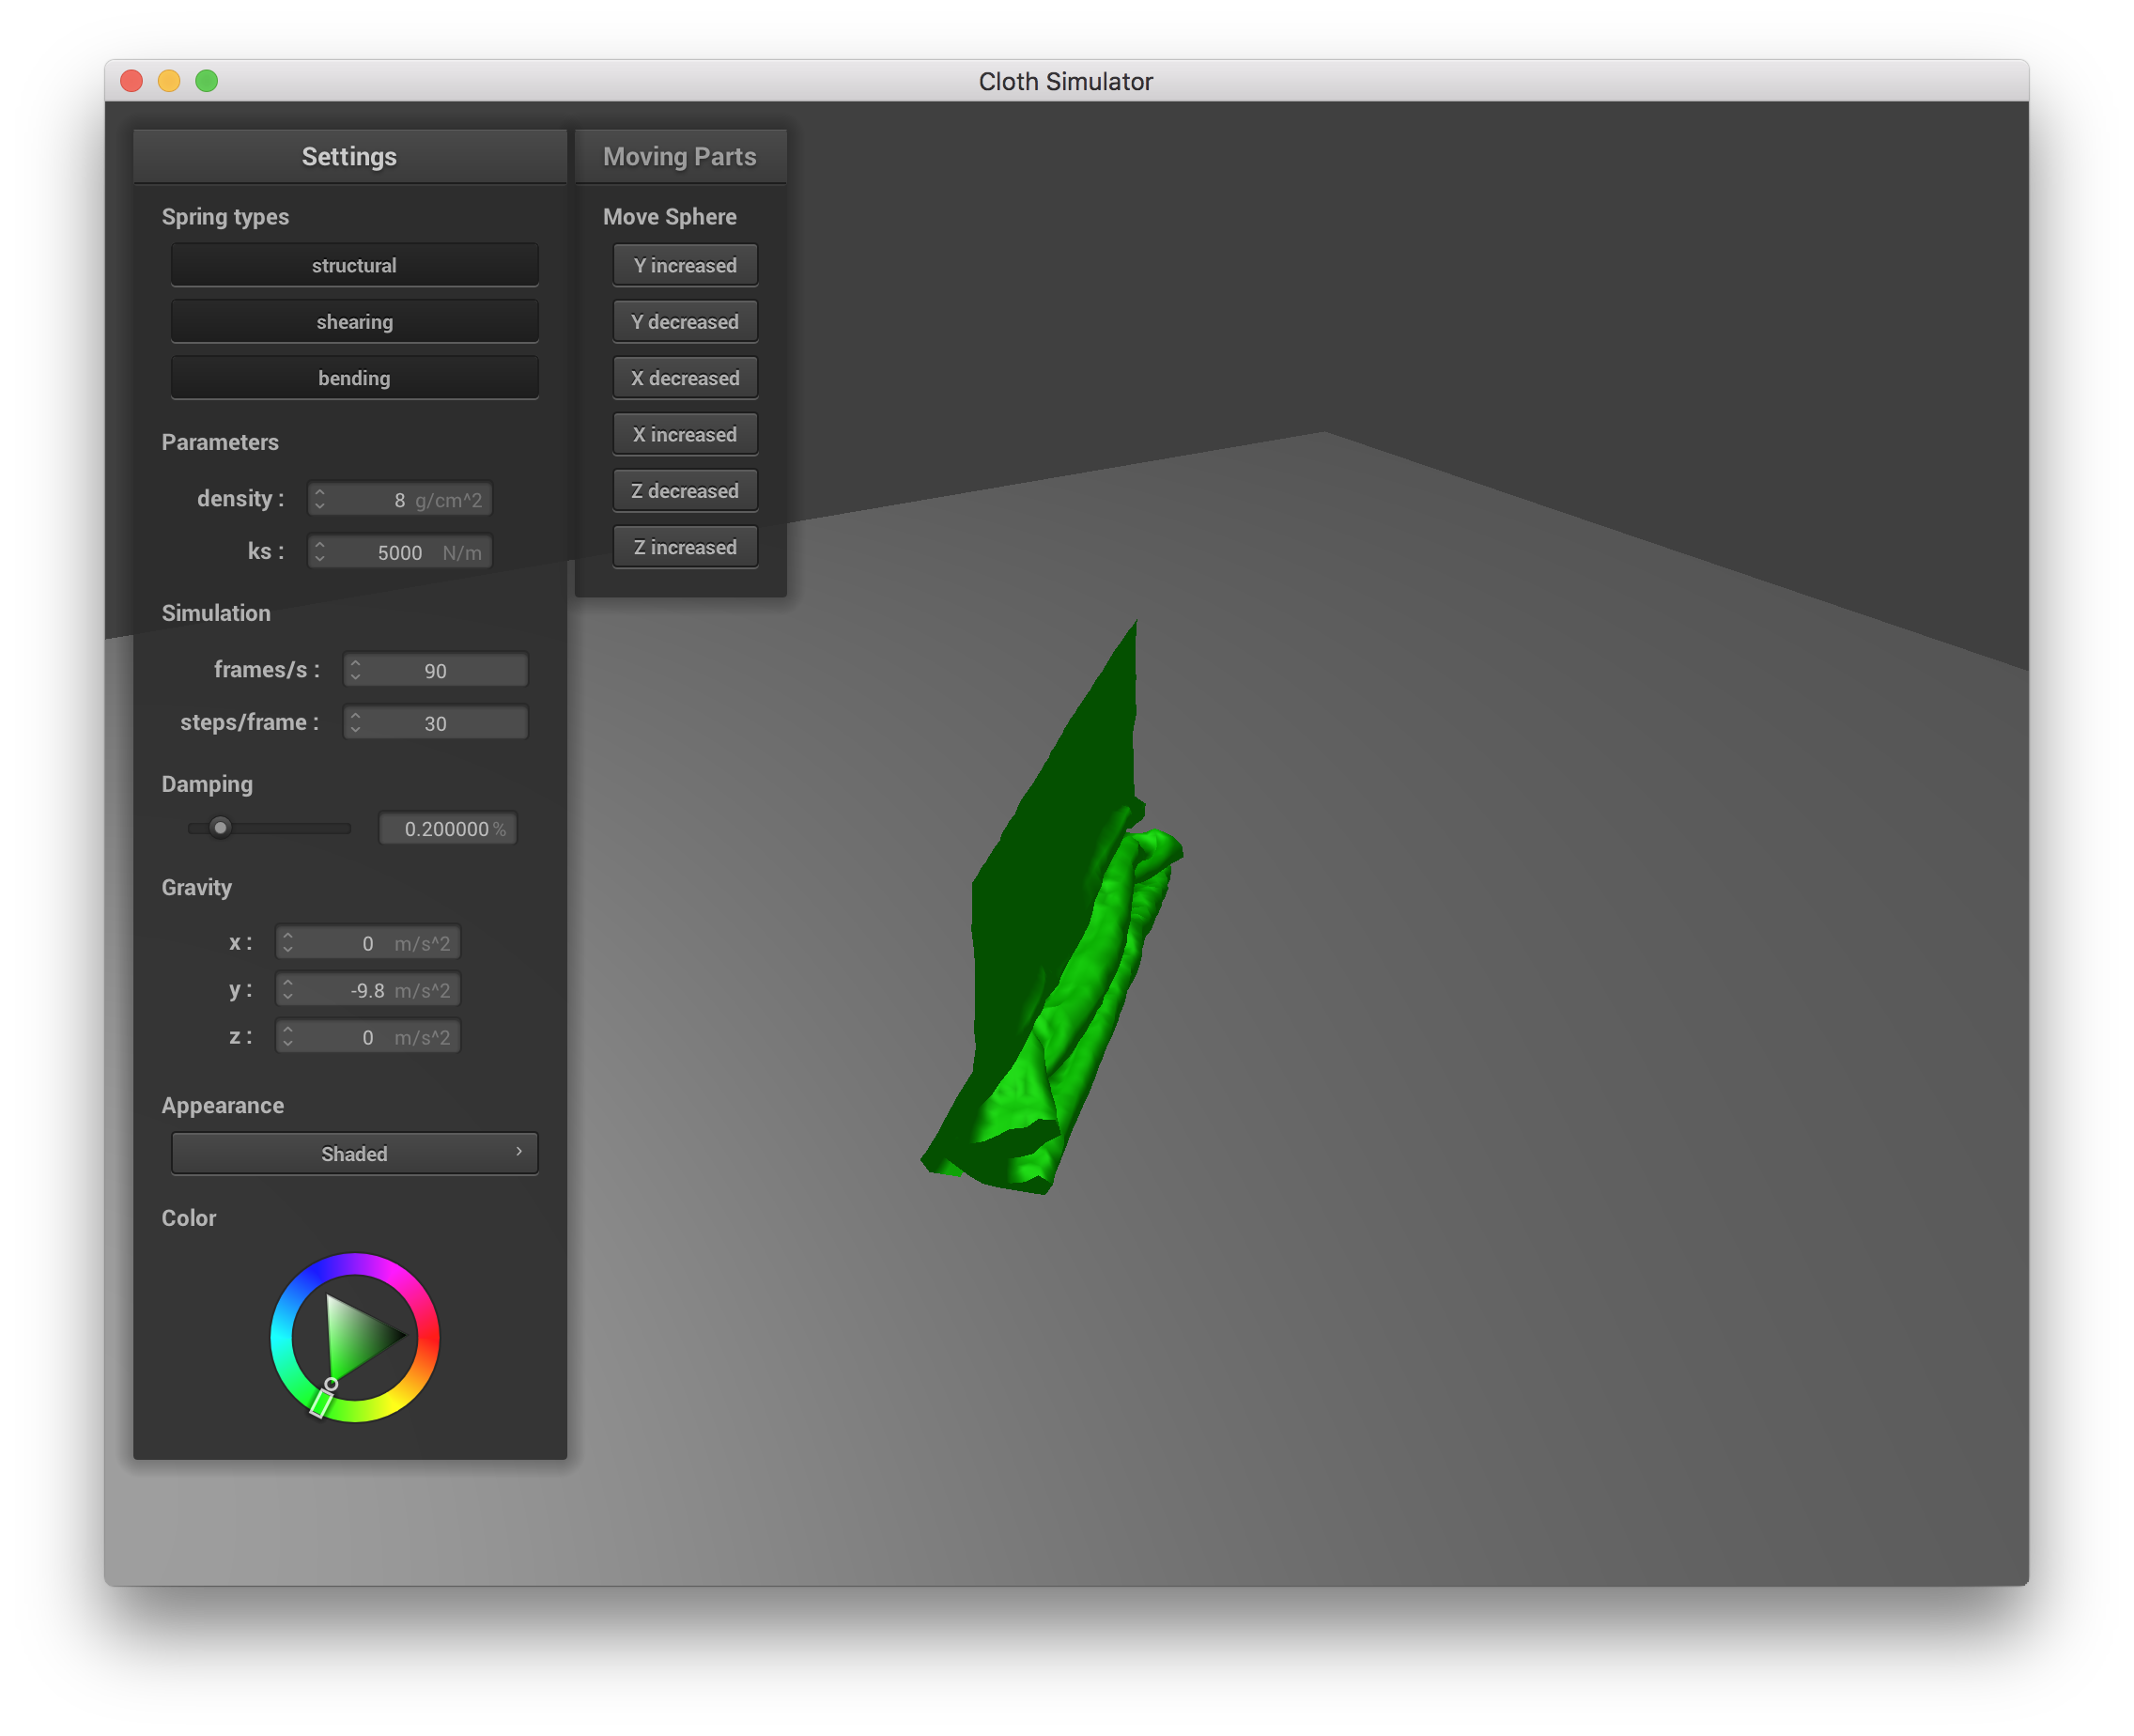 Cloth Simulator
Settings
Spring types
structural
shearing
bending
Parameters
density : 8 g/cm^2
ks : 5000 N/m
Simulation
frames/s : 90
steps/frame : 30
Damping
0.200000 %
Gravity
x : 0 m/s^2
y : -9.8 m/s^2
z : 0 m/s^2
Appearance
Shaded
Color
Moving Parts
Move Sphere
Y increased
Y decreased
X decreased
X increased
Z decreased
Z increased